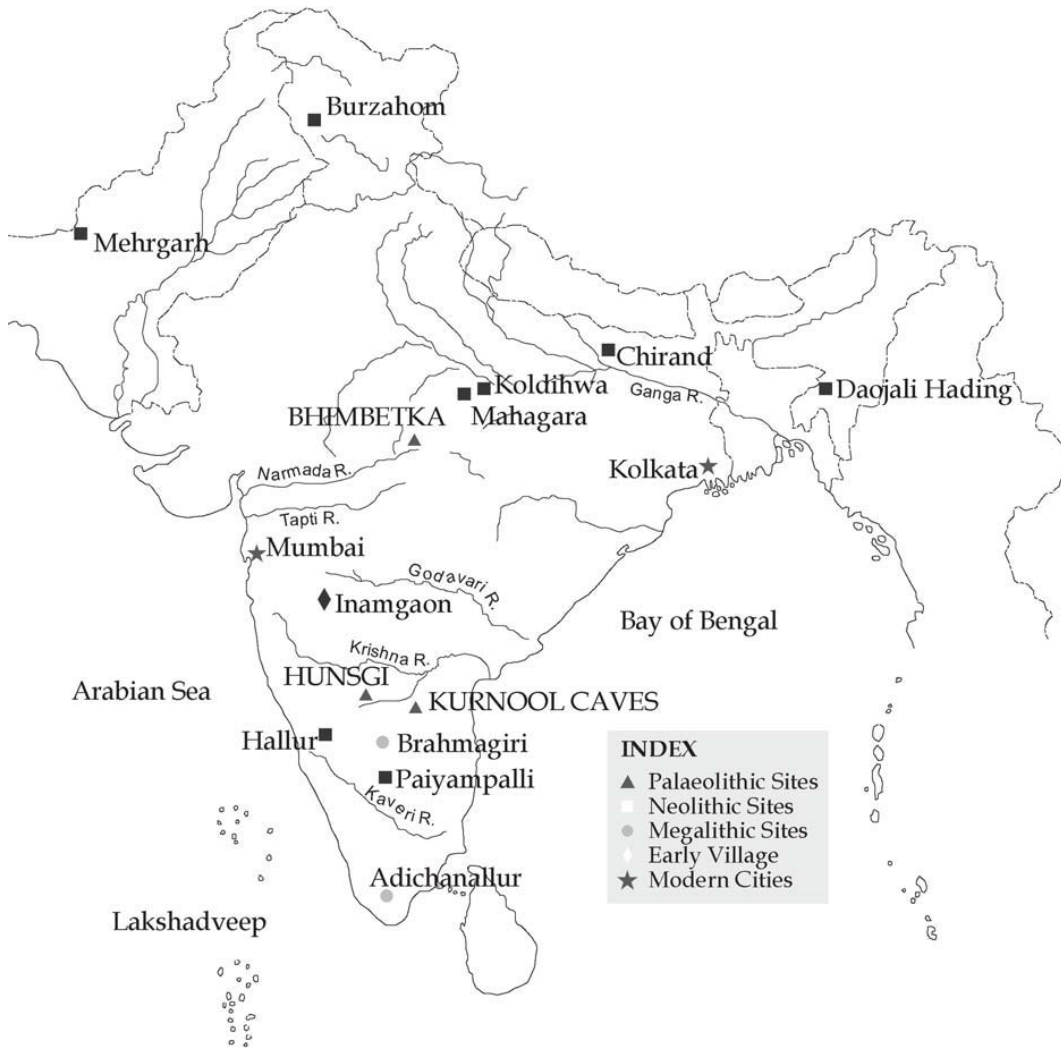 Burzahom
Mehrgarh
Chirand
Koldihwa
Ganga R.
Daojali Hading
BHIMBETKA
Mahagara
Kolkata
Narmada R.
Tapti R.
Mumbai
Godavari R.
Inamgaon
Bay of Bengal
Krishna R.
HUNSGI
Arabian Sea
KURNOOL CAVES
Hallur
Brahmagiri
Paiyampalli
Kaveri R.
Adichanallur
Lakshadveep
INDEX
Palaeolithic Sites
Neolithic Sites
Megalithic Sites
Early Village
Modern Cities